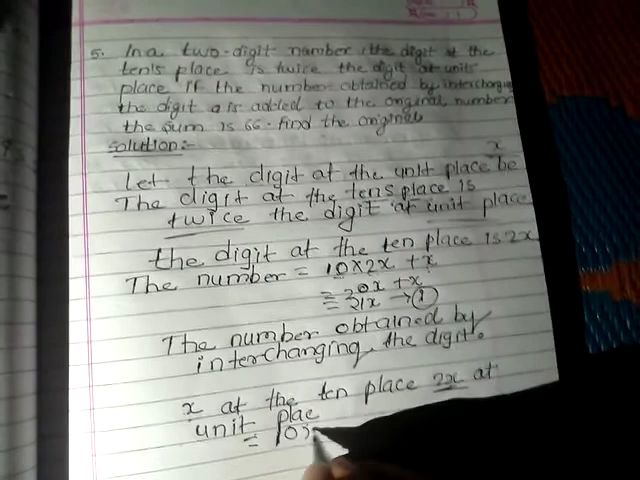 5. In a two-digit number, the digit at the
ten's place is twice the digit at units
place If the number obtained by interchanging
the digit a is added to the original number
the sum is 66. find the original
solution:-
x
Let the digit at the unit place be
The digit at the tens place is
twice the digit at unit place
the digit at the ten place is 2x
The number = 10×2x + x
= 20x + x
= 21x → ①
The number obtained by
interchanging the digit.
x at the ten place 2x at
unit plae
= 10x